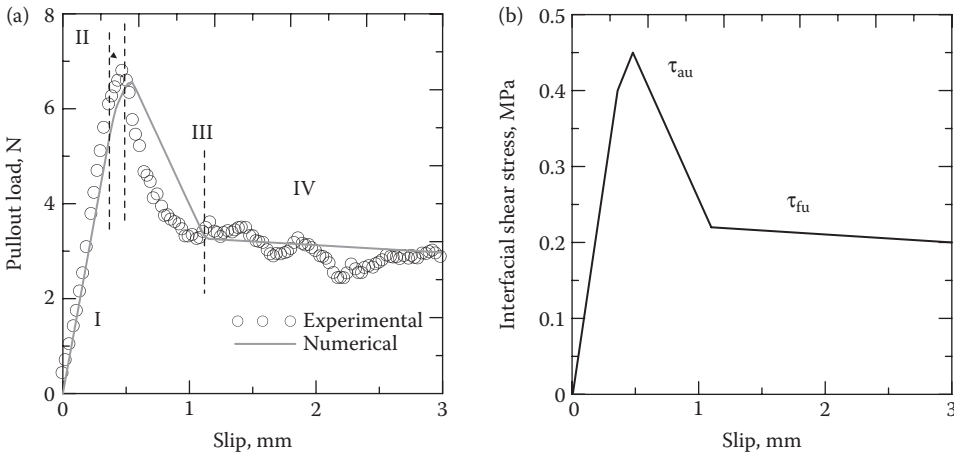 (a)
8
6
4
2
0
Pullout load, N
II
III
IV
I
Experimental
Numerical
0
1
2
3
Slip, mm
(b)
0.5
0.4
0.3
0.2
0.1
0
Interfacial shear stress, MPa
τau
τfu
0
1
2
3
Slip, mm